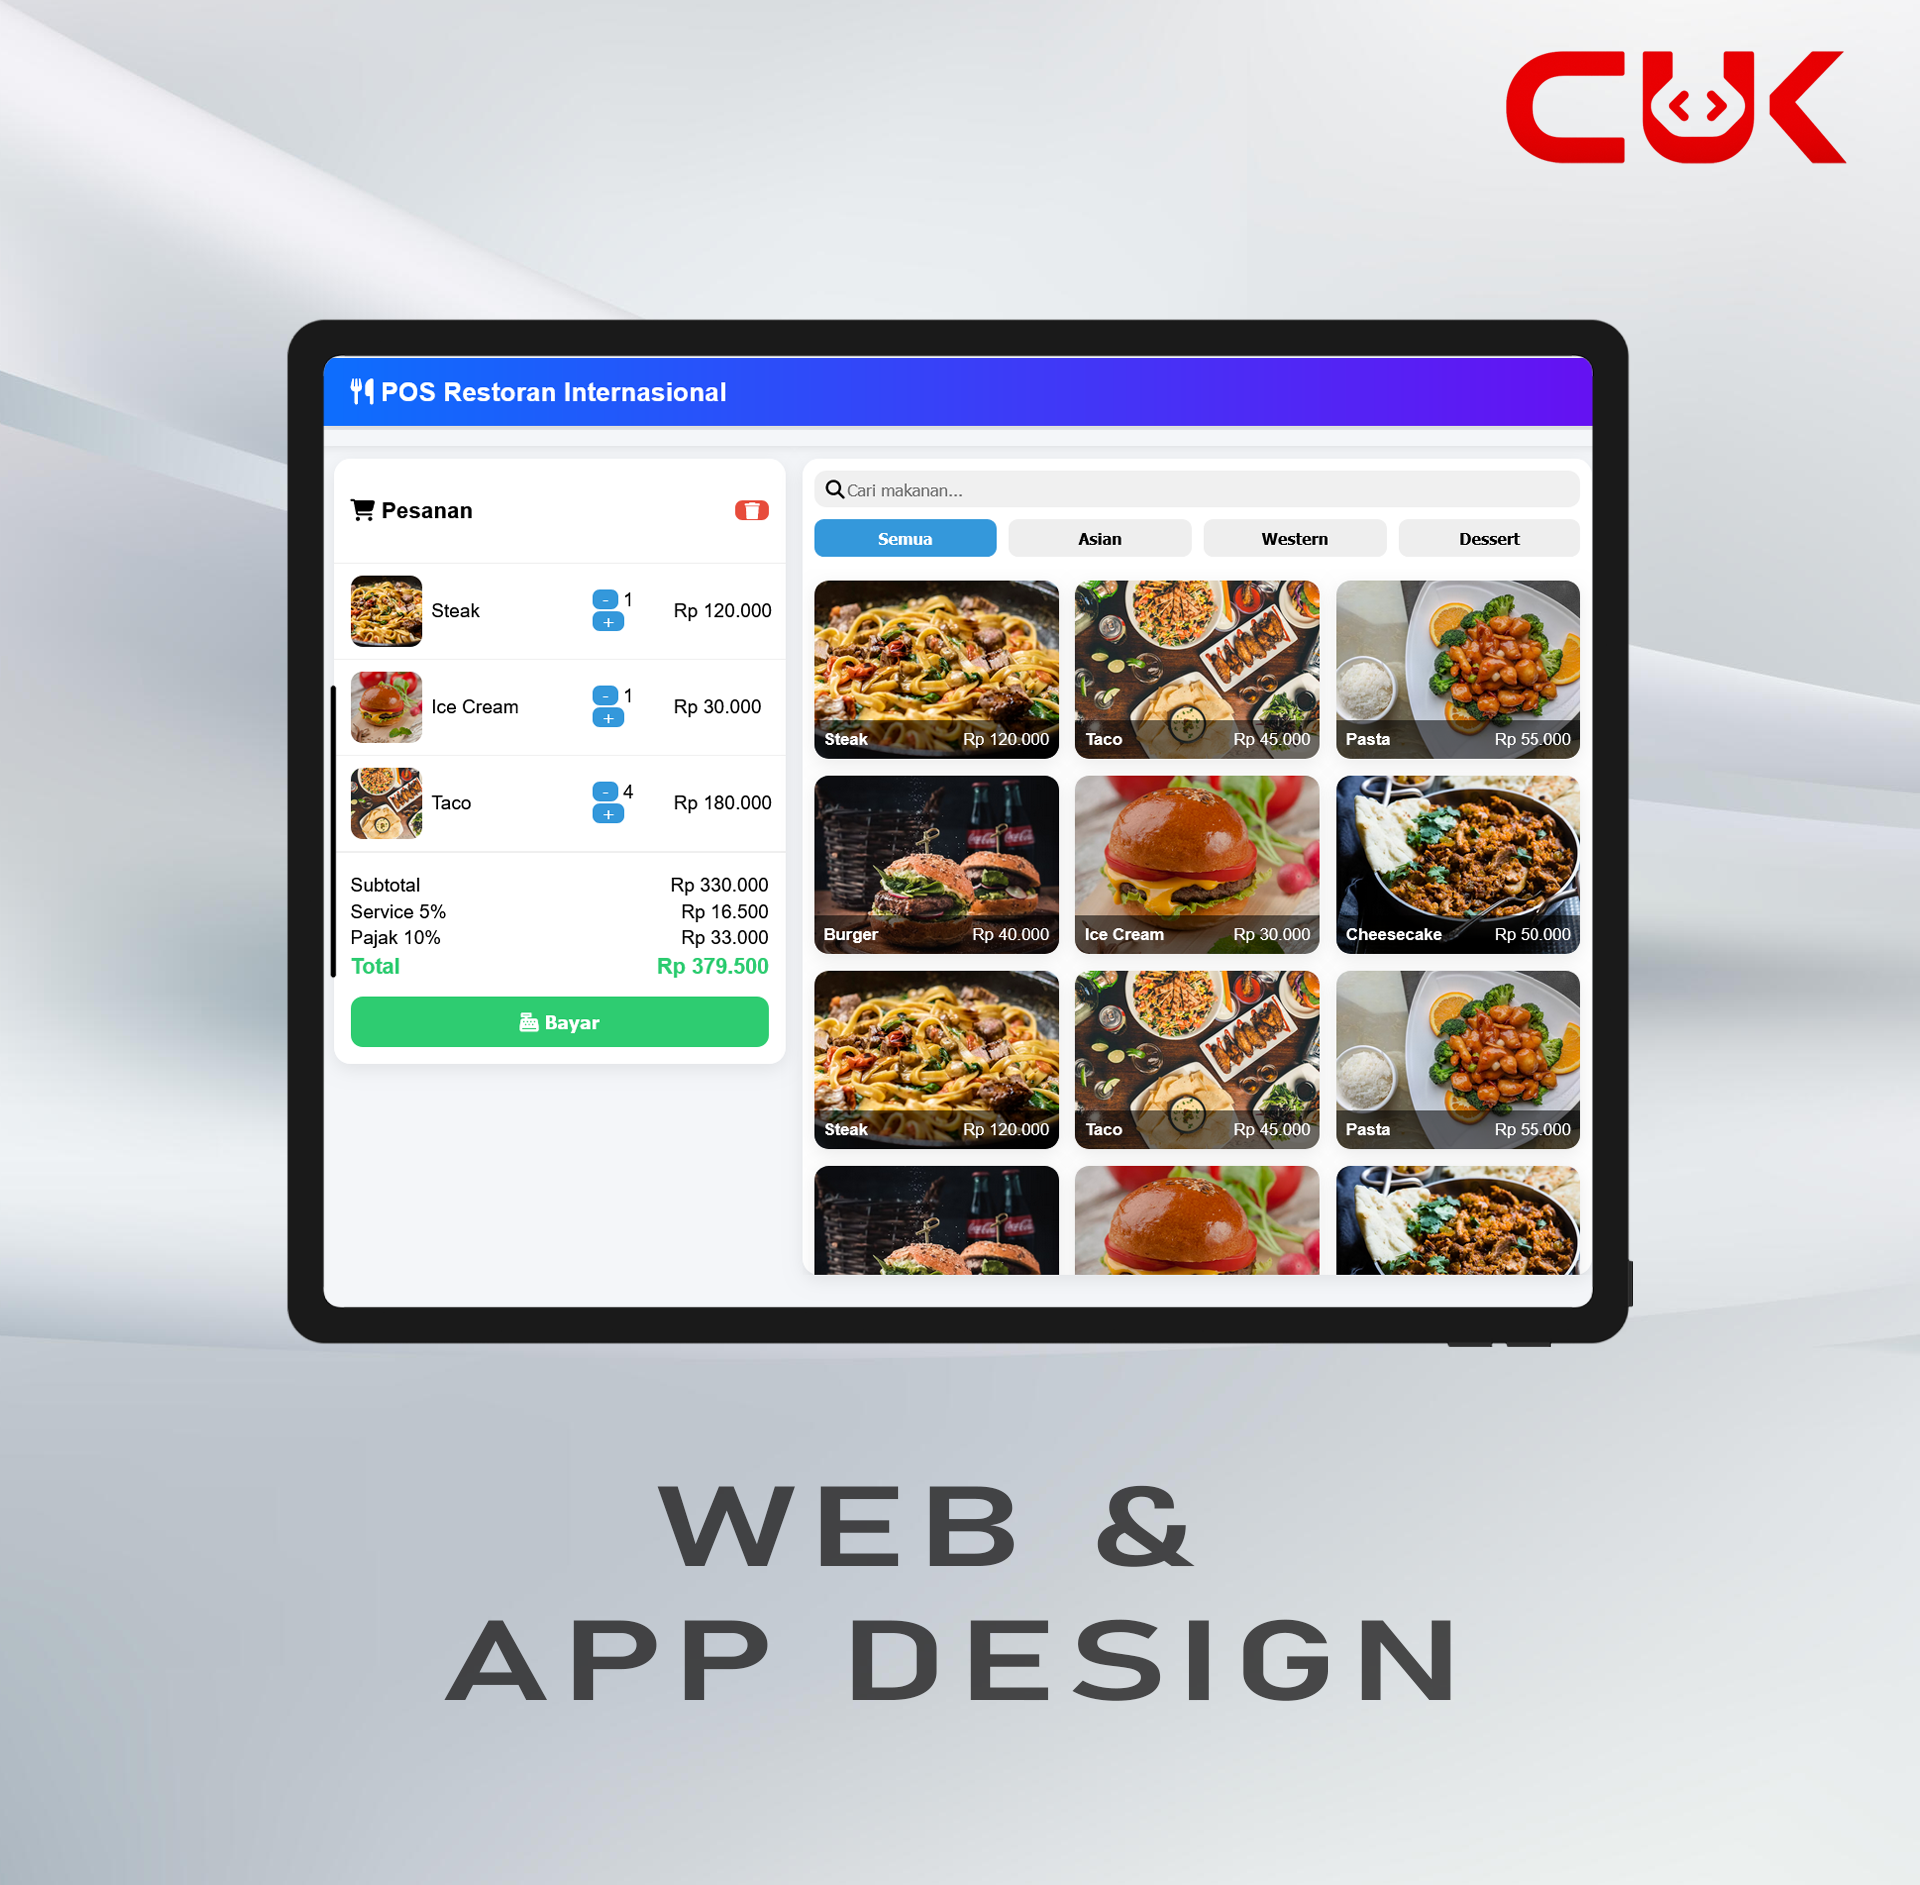 CUK
POS Restoran Internasional
Pesanan
Steak - 1 + Rp 120.000
Ice Cream - 1 + Rp 30.000
Taco - 4 + Rp 180.000
Subtotal Rp 330.000
Service 5% Rp 16.500
Pajak 10% Rp 33.000
Total Rp 379.500
Bayar
Cari makanan...
Semua Asian Western Dessert
Steak Rp 120.000 Taco Rp 45.000 Pasta Rp 55.000
Burger Rp 40.000 Ice Cream Rp 30.000 Cheesecake Rp 50.000
Steak Rp 120.000 Taco Rp 45.000 Pasta Rp 55.000
WEB &
APP DESIGN